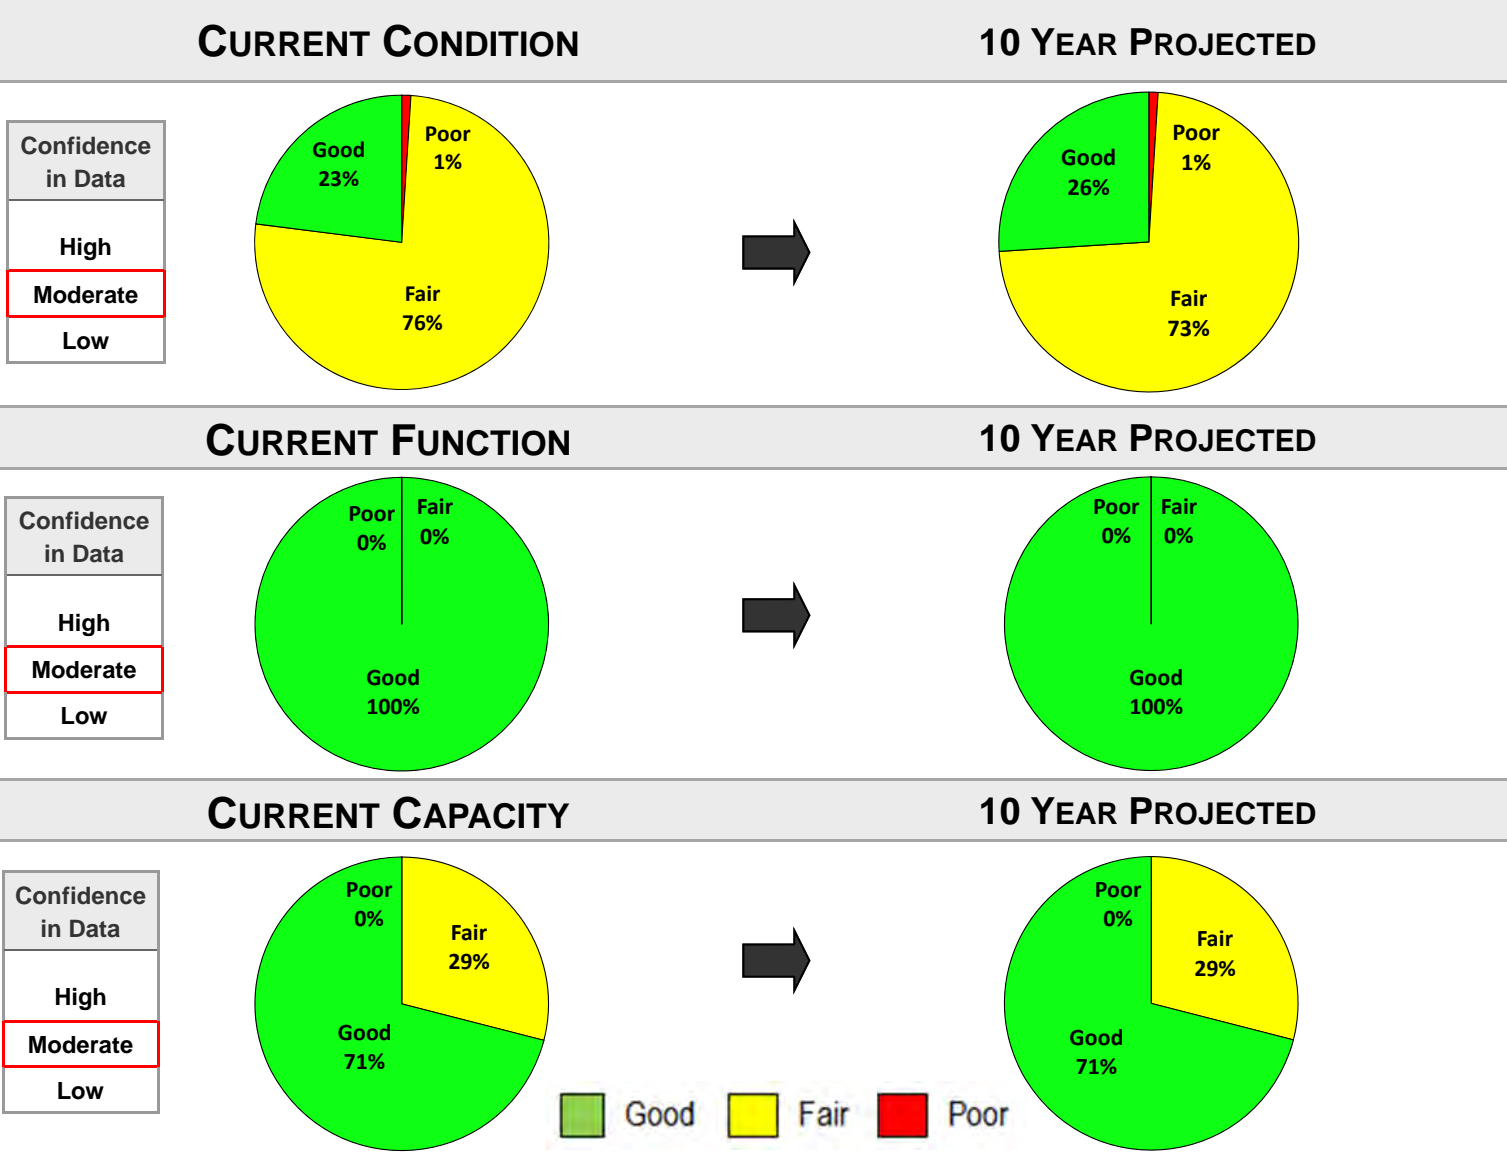 CURRENT CONDITION
10 YEAR PROJECTED
Confidence
in Data
High
Moderate
Low
Good
23%
Poor
1%
Fair
76%
Good
26%
Poor
1%
Fair
73%
CURRENT FUNCTION
10 YEAR PROJECTED
Confidence
in Data
High
Moderate
Low
Poor
0%
Fair
0%
Good
100%
Poor
0%
Fair
0%
Good
100%
CURRENT CAPACITY
10 YEAR PROJECTED
Confidence
in Data
High
Moderate
Low
Poor
0%
Fair
29%
Good
71%
Poor
0%
Fair
29%
Good
71%
Good Fair Poor